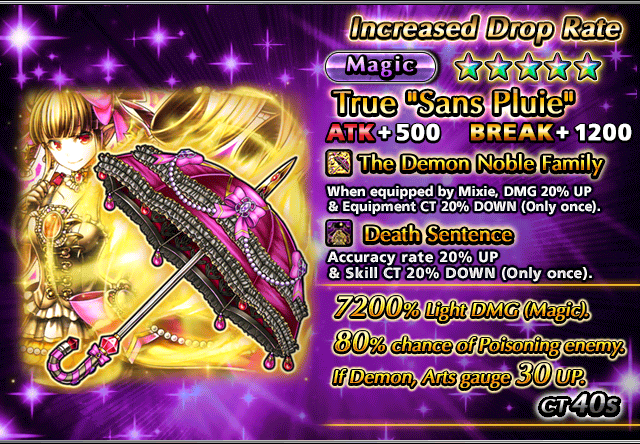 Increased Drop Rate
Magic
True "Sans Pluie"
ATK+500 BREAK+1200
The Demon Noble Family
When equipped by Mixie, DMG 20% UP
& Equipment CT 20% DOWN (Only once).
Death Sentence
Accuracy rate 20% UP
& Skill CT 20% DOWN (Only once).
7200% Light DMG (Magic).
80% chance of Poisoning enemy.
If Demon, Arts gauge 30 UP.
CT 40s